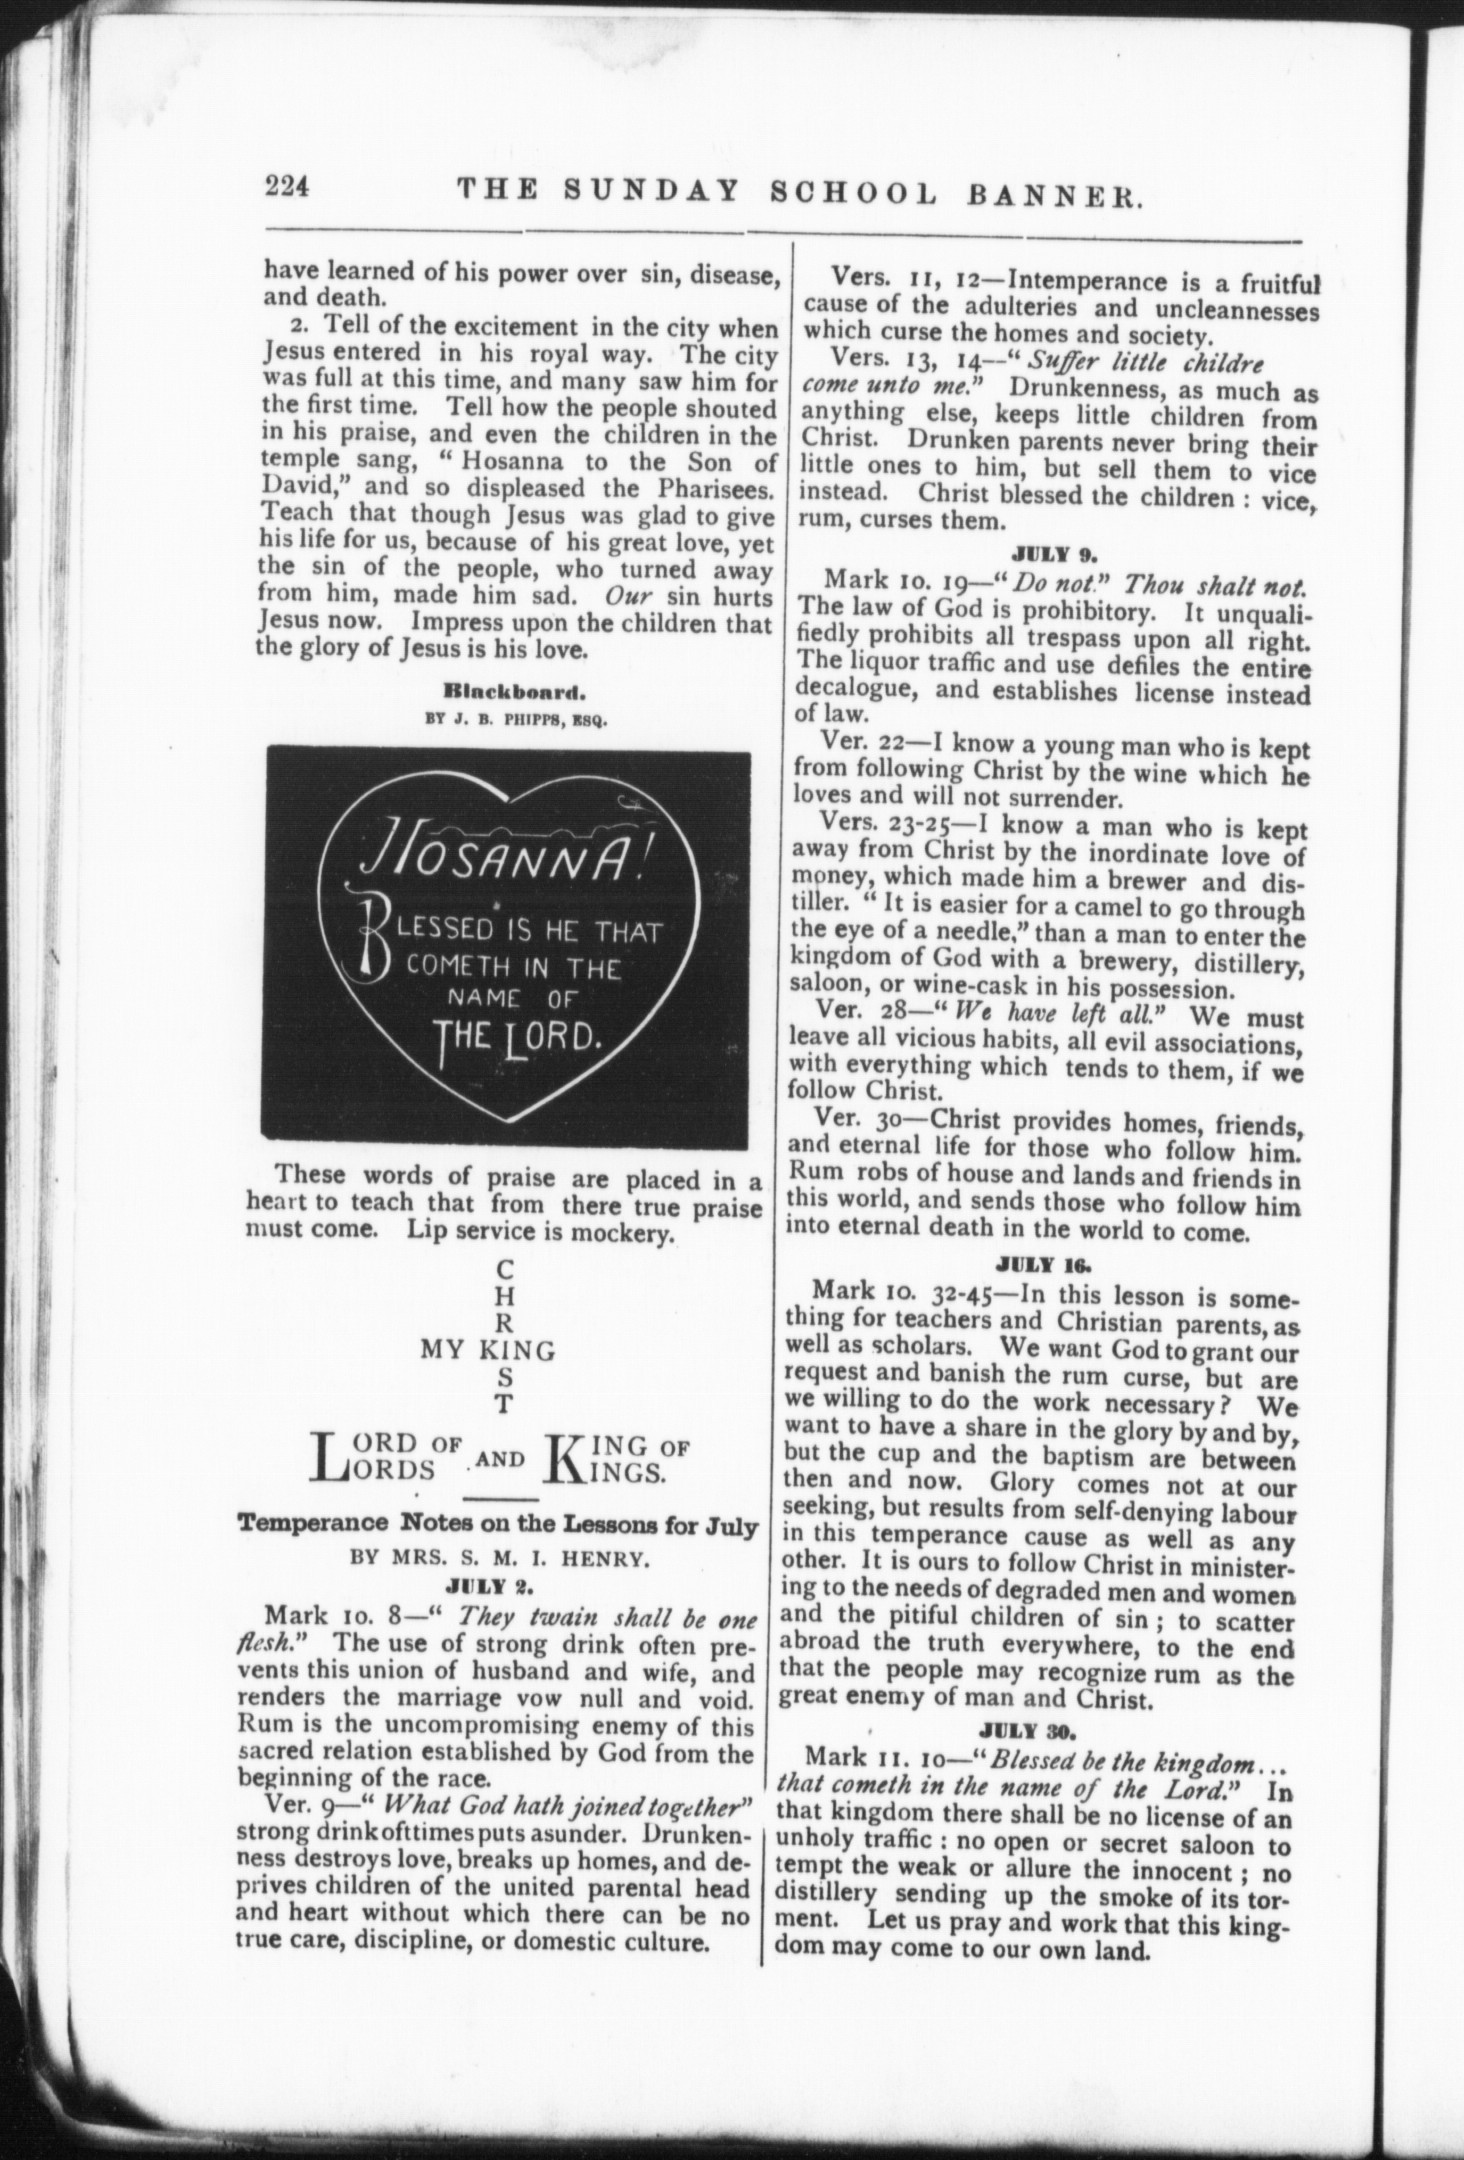 224 THE SUNDAY SCHOOL BANNER.
have learned of his power over sin, disease,
and death.
2. Tell of the excitement in the city when
Jesus entered in his royal way. The city
was full at this time, and many saw him for
the first time. Tell how the people shouted
in his praise, and even the children in the
temple sang, “ Hosanna to the Son of
David,” and so displeased the Pharisees.
Teach that though Jesus was glad to give
his life for us, because of his great love, yet
the sin of the people, who turned away
from him, made him sad. Our sin hurts
Jesus now. Impress upon the children that
the glory of Jesus is his love.
Blackboard.
BY J. B. PHIPPS, ESQ.
HOSANNA!
BLESSED IS HE THAT
COMETH IN THE
NAME OF
THE LORD.
These words of praise are placed in a
heart to teach that from there true praise
must come. Lip service is mockery.
C
H
R
MY KING
S
T
LORD OF LORDS AND KING OF KINGS.
Temperance Notes on the Lessons for July
BY MRS. S. M. I. HENRY.
JULY 2.
Mark 10. 8—“ They twain shall be one
flesh.” The use of strong drink often pre-
vents this union of husband and wife, and
renders the marriage vow null and void.
Rum is the uncompromising enemy of this
sacred relation established by God from the
beginning of the race.
Ver. 9—“ What God hath joined together”
strong drink ofttimes puts asunder. Drunken-
ness destroys love, breaks up homes, and de-
prives children of the united parental head
and heart without which there can be no
true care, discipline, or domestic culture.
Vers. 11, 12—Intemperance is a fruitful
cause of the adulteries and uncleannesses
which curse the homes and society.
Vers. 13, 14—“ Suffer little childre
come unto me.” Drunkenness, as much as
anything else, keeps little children from
Christ. Drunken parents never bring their
little ones to him, but sell them to vice
instead. Christ blessed the children : vice,
rum, curses them.
JULY 9.
Mark 10. 19—“ Do not.” Thou shalt not.
The law of God is prohibitory. It unquali-
fiedly prohibits all trespass upon all right.
The liquor traffic and use defiles the entire
decalogue, and establishes license instead
of law.
Ver. 22—I know a young man who is kept
from following Christ by the wine which he
loves and will not surrender.
Vers. 23-25—I know a man who is kept
away from Christ by the inordinate love of
money, which made him a brewer and dis-
tiller. “ It is easier for a camel to go through
the eye of a needle,” than a man to enter the
kingdom of God with a brewery, distillery,
saloon, or wine-cask in his possession.
Ver. 28—“ We have left all.” We must
leave all vicious habits, all evil associations,
with everything which tends to them, if we
follow Christ.
Ver. 30—Christ provides homes, friends,
and eternal life for those who follow him.
Rum robs of house and lands and friends in
this world, and sends those who follow him
into eternal death in the world to come.
JULY 16.
Mark 10. 32-45—In this lesson is some-
thing for teachers and Christian parents, as
well as scholars. We want God to grant our
request and banish the rum curse, but are
we willing to do the work necessary? We
want to have a share in the glory by and by,
but the cup and the baptism are between
then and now. Glory comes not at our
seeking, but results from self-denying labour
in this temperance cause as well as any
other. It is ours to follow Christ in minister-
ing to the needs of degraded men and women
and the pitiful children of sin ; to scatter
abroad the truth everywhere, to the end
that the people may recognize rum as the
great enemy of man and Christ.
JULY 30.
Mark 11. 10—“ Blessed be the kingdom...
that cometh in the name of the Lord.” In
that kingdom there shall be no license of an
unholy traffic : no open or secret saloon to
tempt the weak or allure the innocent ; no
distillery sending up the smoke of its tor-
ment. Let us pray and work that this king-
dom may come to our own land.